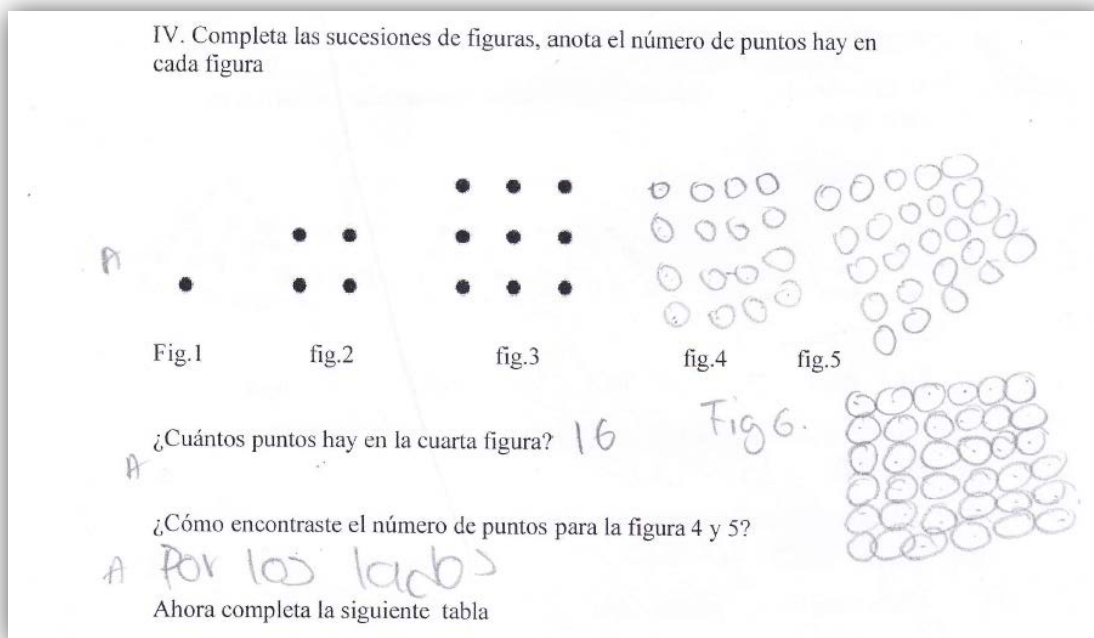 IV. Completa las sucesiones de figuras, anota el número de puntos hay en
cada figura
A
Fig.1 fig.2 fig.3 fig.4 fig.5
¿Cuántos puntos hay en la cuarta figura? 16 Fig 6.
A
¿Cómo encontraste el número de puntos para la figura 4 y 5?
A Por los lados
Ahora completa la siguiente tabla